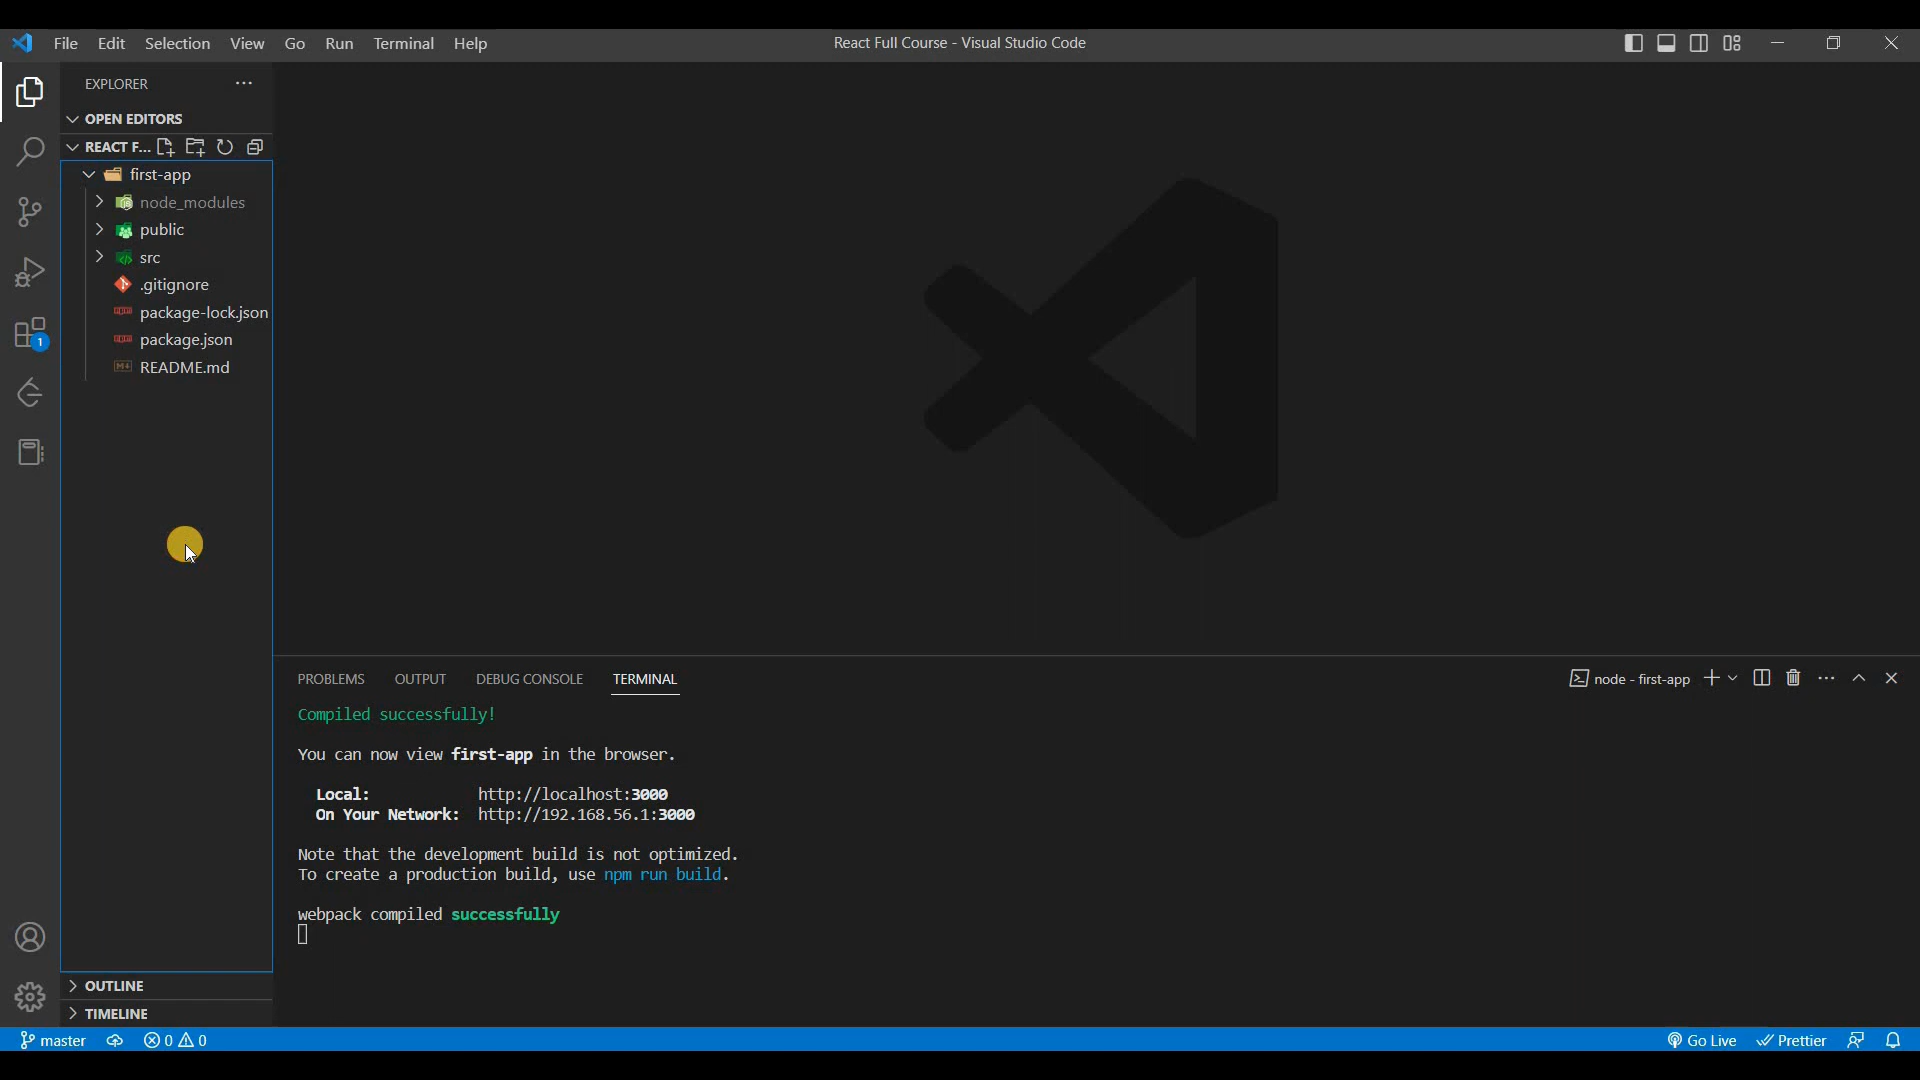 File Edit Selection View Go Run Terminal Help
React Full Course - Visual Studio Code
EXPLORER
OPEN EDITORS
REACT F...
first-app
node_modules
public
src
.gitignore
package-lock.json
package.json
README.md
1
PROBLEMS OUTPUT DEBUG CONSOLE TERMINAL
node - first-app
Compiled successfully!
You can now view first-app in the browser.
Local: http://localhost:3000
On Your Network: http://192.168.56.1:3000
Note that the development build is not optimized.
To create a production build, use npm run build.
webpack compiled successfully
OUTLINE
TIMELINE
master 0 0
Go Live Prettier